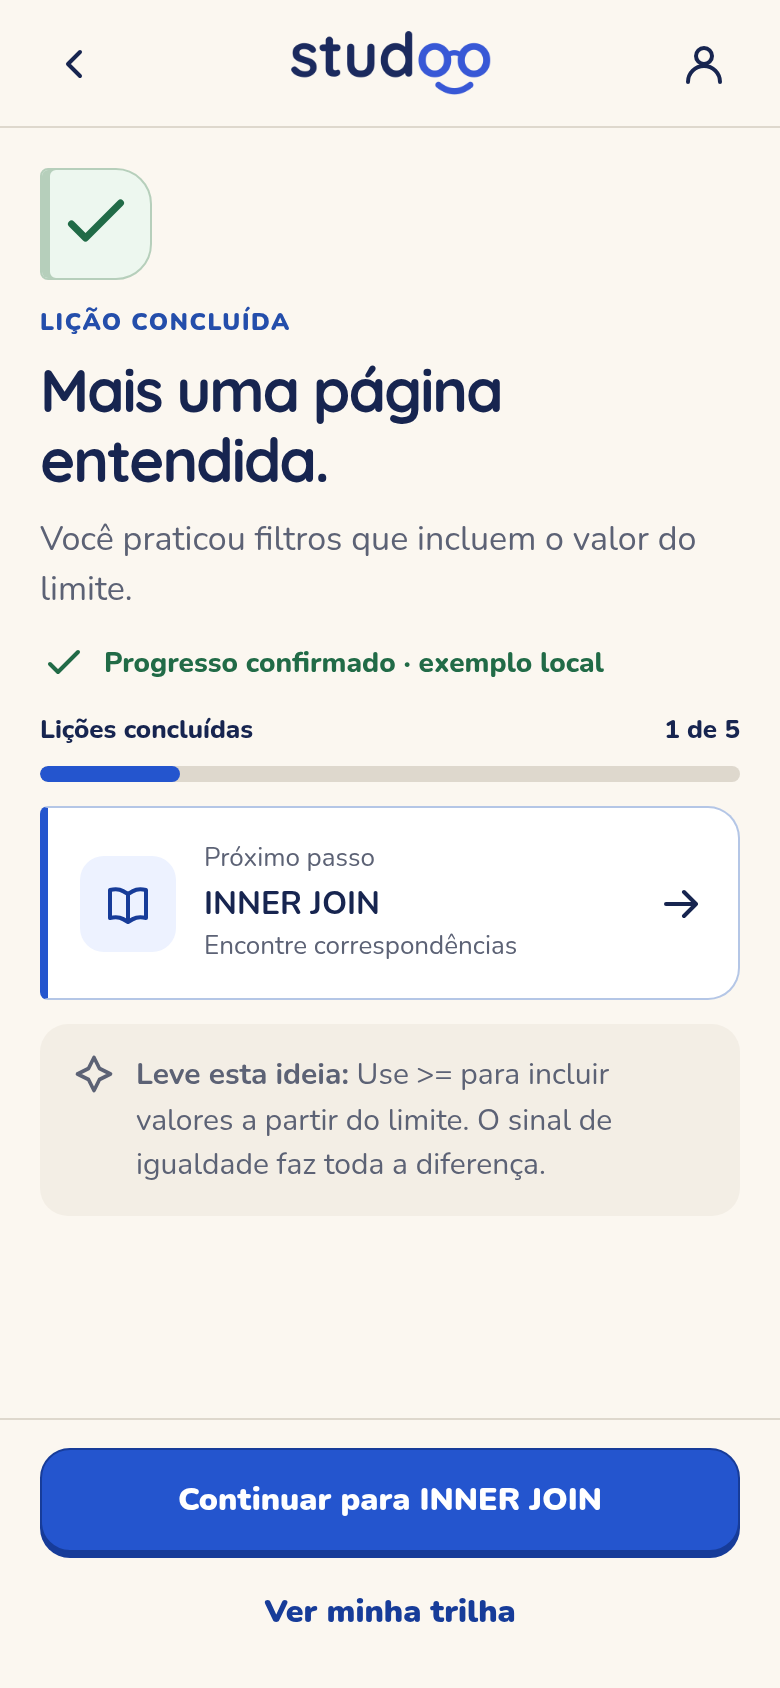 studoo
LIÇÃO CONCLUÍDA
Mais uma página
entendida.
Você praticou filtros que incluem o valor do
limite.
Progresso confirmado · exemplo local
Lições concluídas 1 de 5
Próximo passo
INNER JOIN
Encontre correspondências
Leve esta ideia: Use >= para incluir
valores a partir do limite. O sinal de
igualdade faz toda a diferença.
Continuar para INNER JOIN
Ver minha trilha